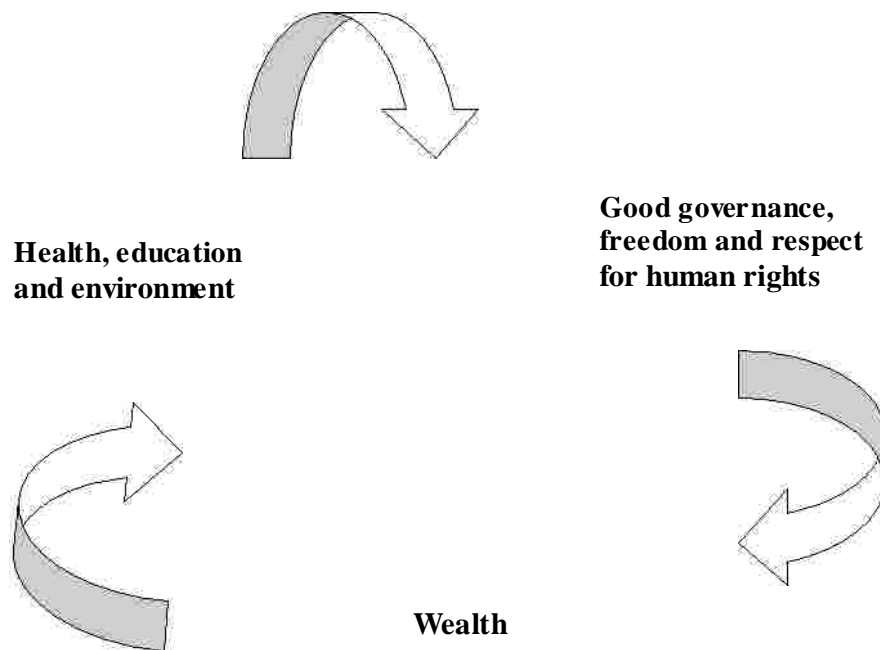 Health, education
and environment
Good governance,
freedom and respect
for human rights
Wealth